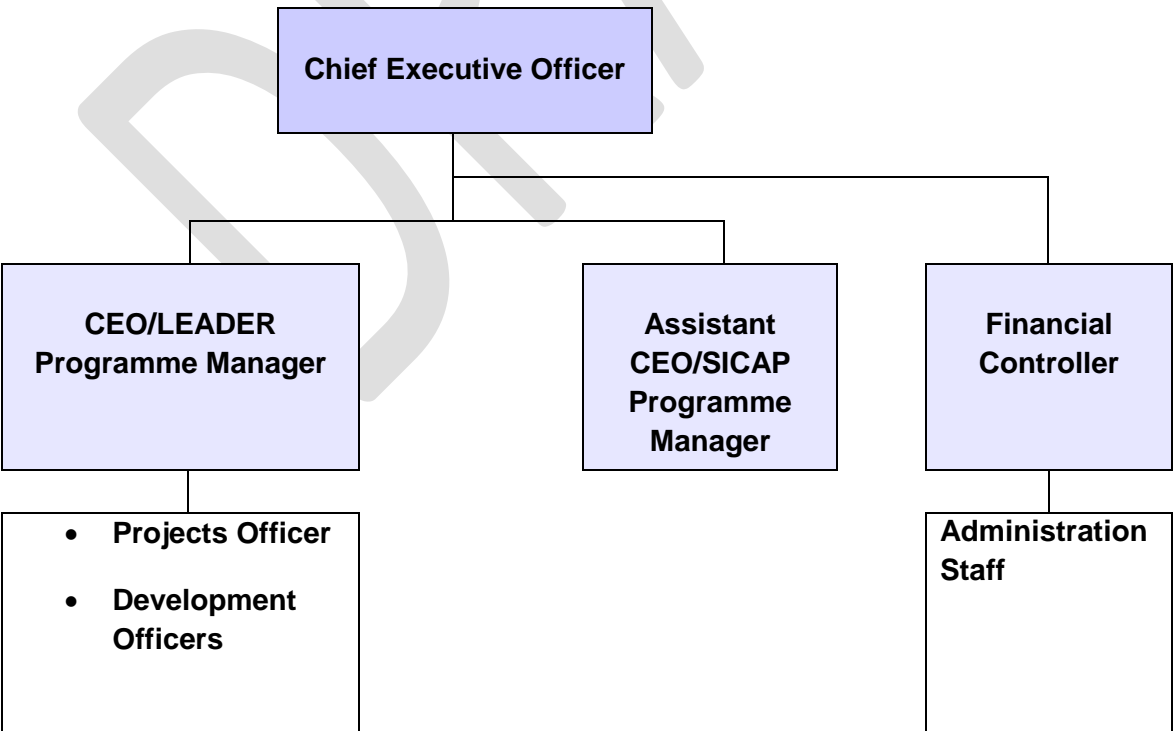 Chief Executive Officer
CEO/LEADER
Programme Manager
Assistant
CEO/SICAP
Programme
Manager
Financial
Controller
• Projects Officer
• Development
Officers
Administration
Staff